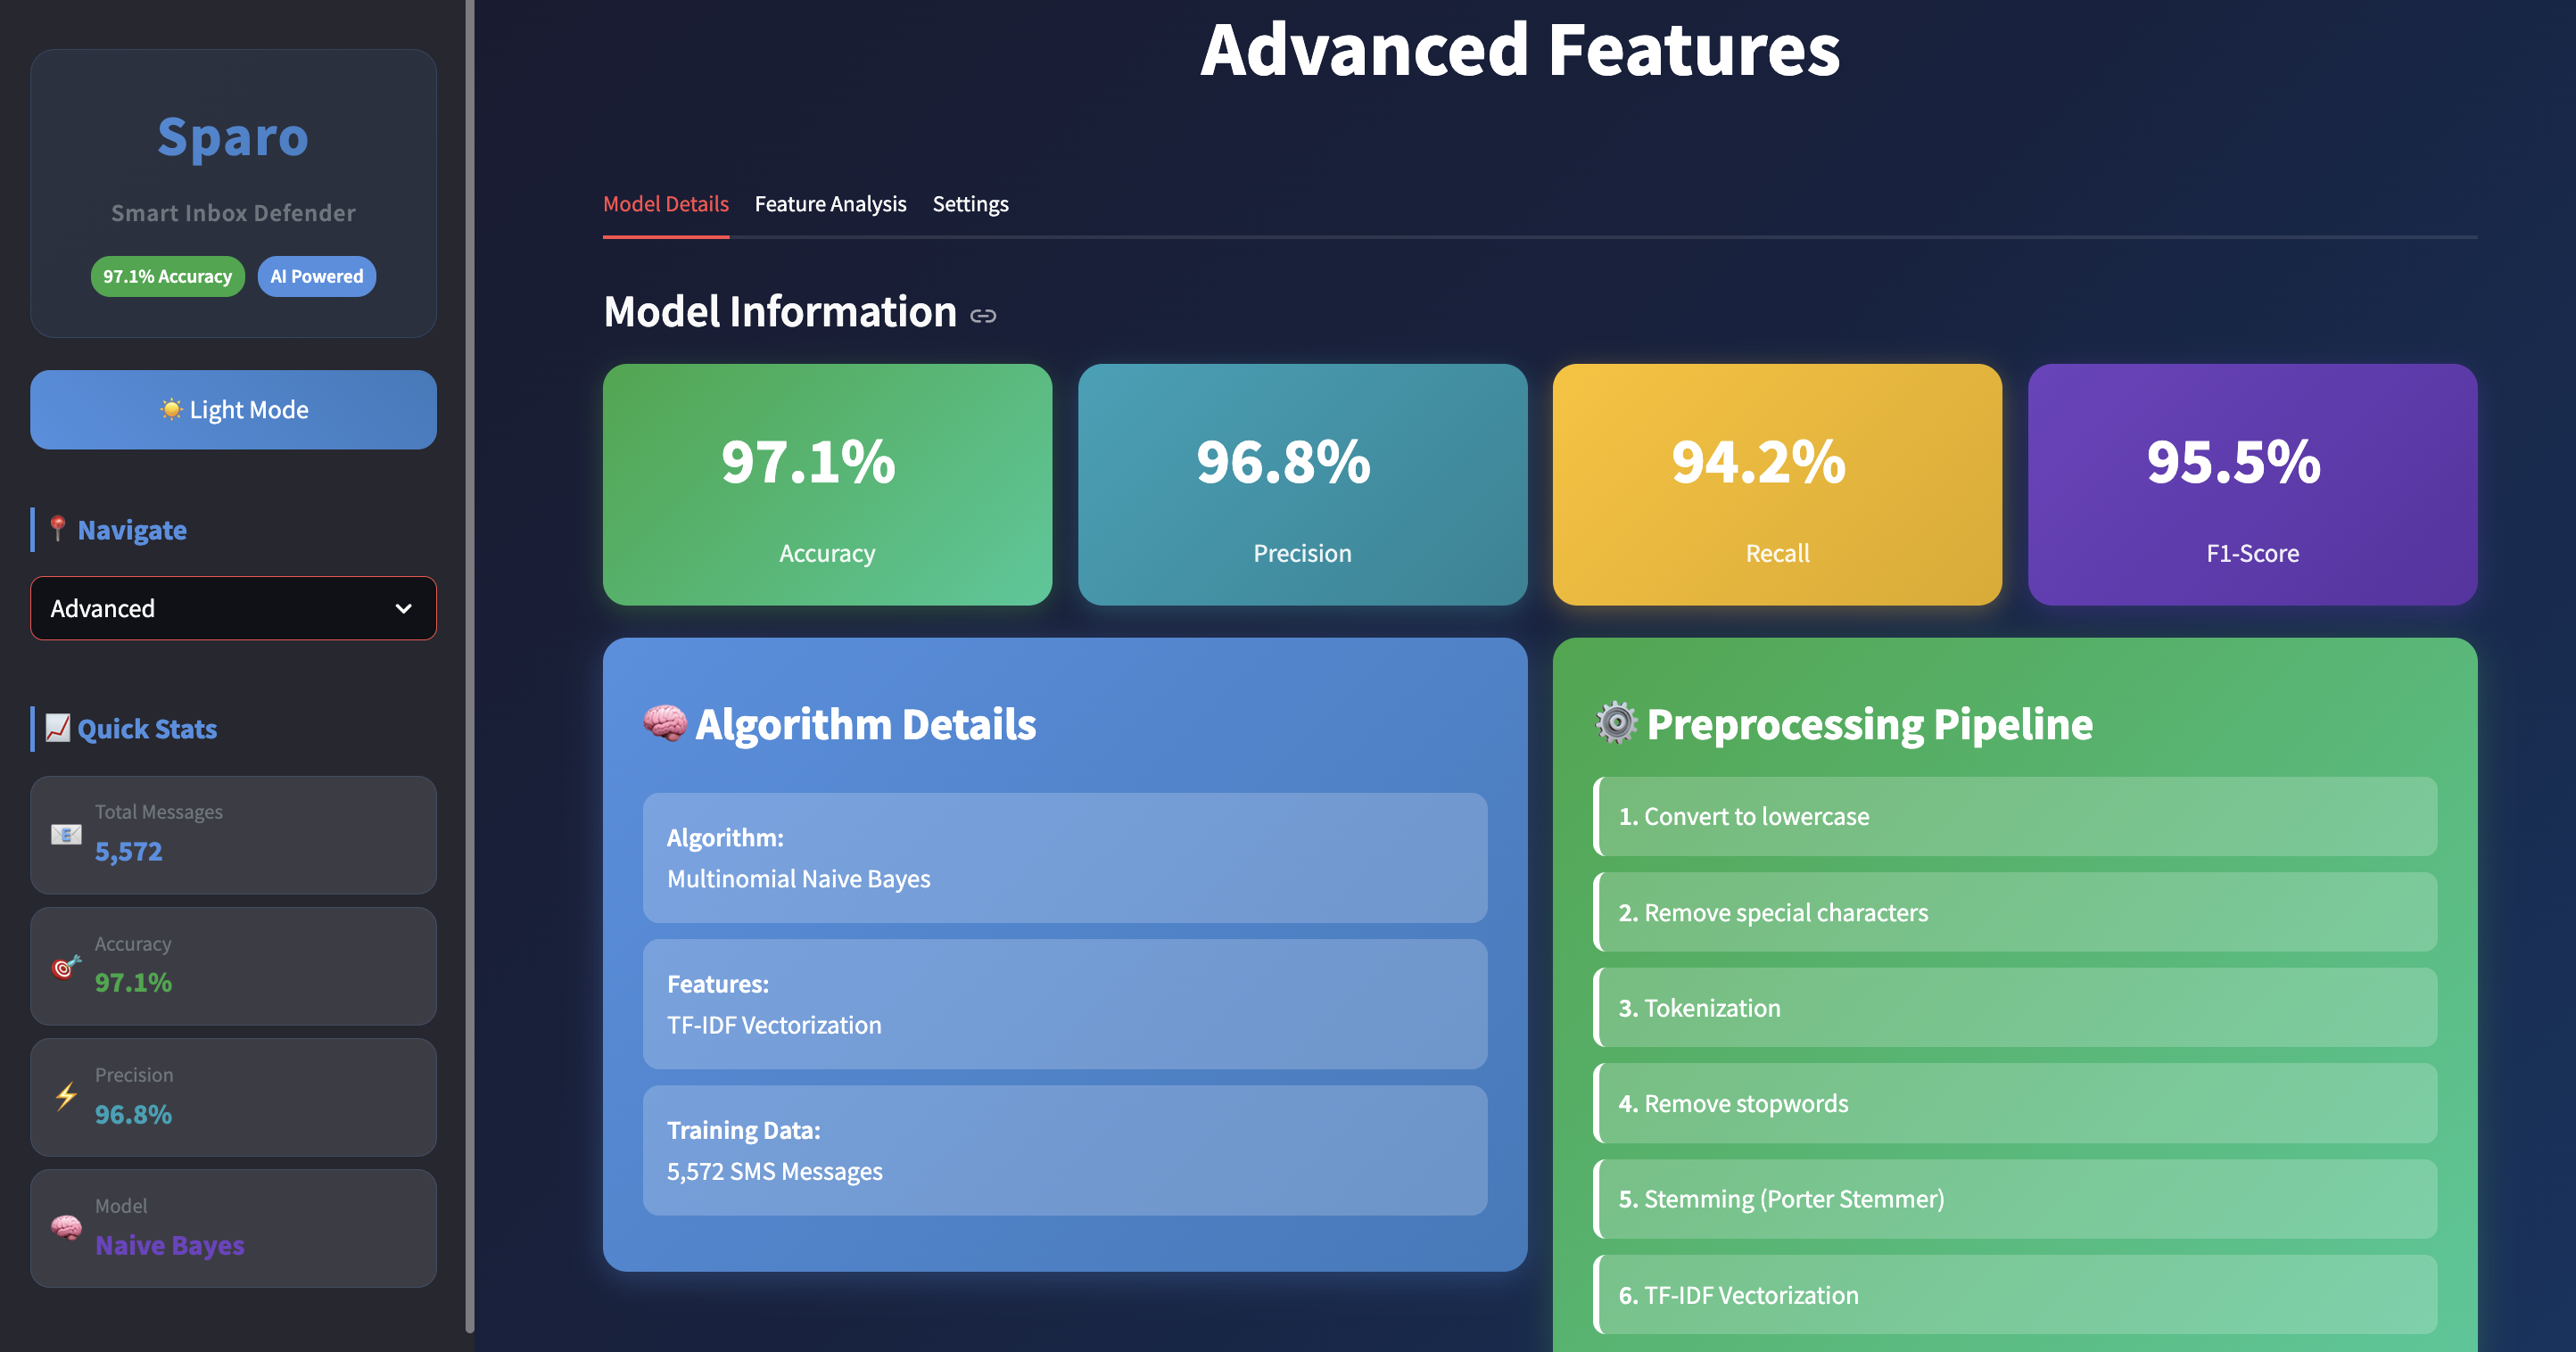 Sparo
Smart Inbox Defender
97.1% Accuracy
AI Powered
Light Mode
Navigate
Advanced
Quick Stats
Total Messages
5,572
Accuracy
97.1%
Precision
96.8%
Model
Naive Bayes
Advanced Features
Model Details
Feature Analysis
Settings
Model Information
97.1%
Accuracy
96.8%
Precision
94.2%
Recall
95.5%
F1-Score
Algorithm Details
Algorithm:
Multinomial Naive Bayes
Features:
TF-IDF Vectorization
Training Data:
5,572 SMS Messages
Preprocessing Pipeline
1. Convert to lowercase
2. Remove special characters
3. Tokenization
4. Remove stopwords
5. Stemming (Porter Stemmer)
6. TF-IDF Vectorization